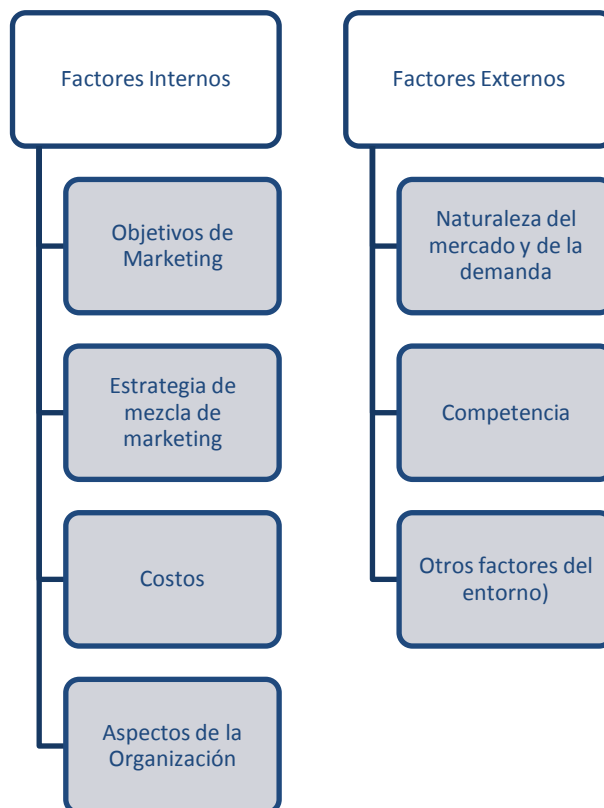 Factores Internos
Objetivos de
Marketing
Estrategia de
mezcla de
marketing
Costos
Aspectos de la
Organización
Factores Externos
Naturaleza del
mercado y de la
demanda
Competencia
Otros factores del
entorno)